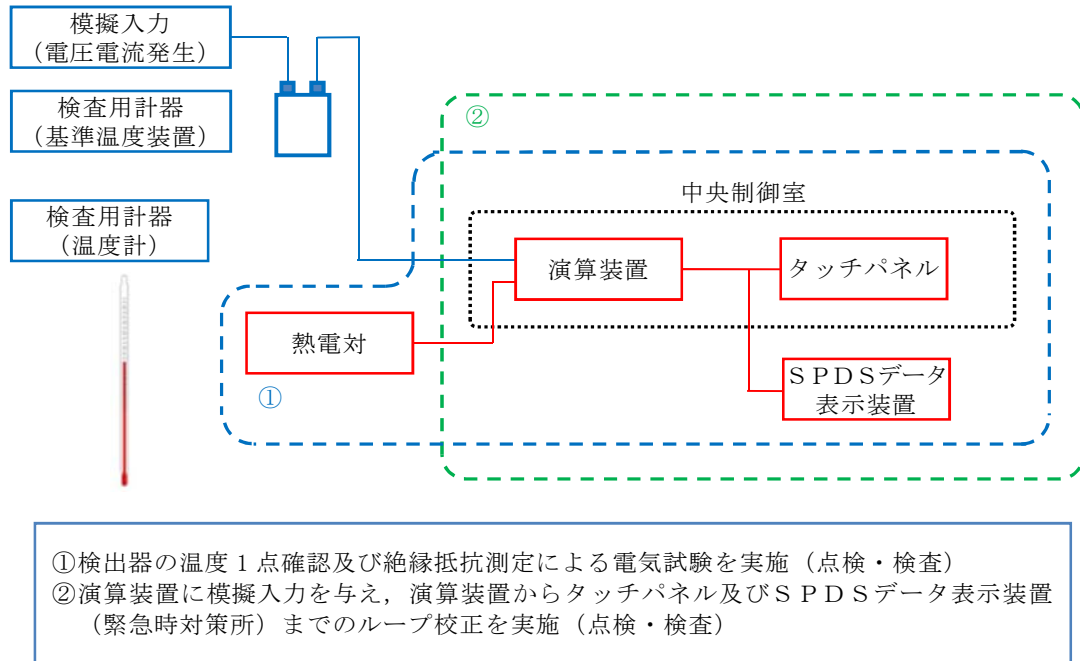 模擬入力
（電圧電流発生）
検査用計器
（基準温度装置）
検査用計器
（温度計）
②
中央制御室
演算装置
タッチパネル
熱電対
ＳＰＤＳデータ
表示装置
①
①検出器の温度１点確認及び絶縁抵抗測定による電気試験を実施（点検・検査）
②演算装置に模擬入力を与え，演算装置からタッチパネル及びＳＰＤＳデータ表示装置
（緊急時対策所）までのループ校正を実施（点検・検査）